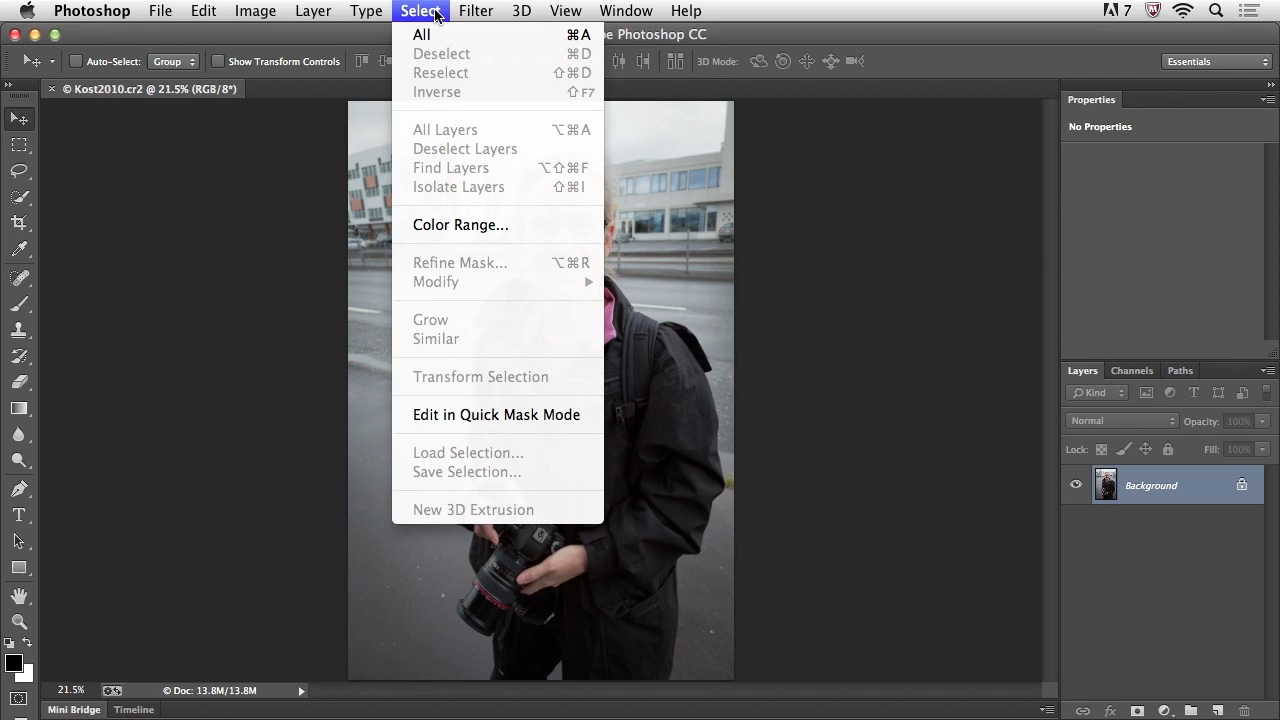 Photoshop File Edit Image Layer Type Select Filter 3D View Window Help 7
be Photoshop CC
Auto-Select: Group Show Transform Controls 3D Mode: Essentials
× © Kost2010.cr2 @ 21.5% (RGB/8*)
All ⌘A
Deselect ⌘D
Reselect ⇧⌘D
Inverse ⇧F7
All Layers ⌥⌘A
Deselect Layers
Find Layers ⌥⇧⌘F
Isolate Layers ⇧⌘I
Color Range...
Refine Mask... ⌥⌘R
Modify
Grow
Similar
Transform Selection
Edit in Quick Mask Mode
Load Selection...
Save Selection...
New 3D Extrusion
Properties
No Properties
Layers Channels Paths
Kind
Normal Opacity: 100%
Lock: Fill: 100%
Background
21.5% © Doc: 13.8M/13.8M
Mini Bridge Timeline